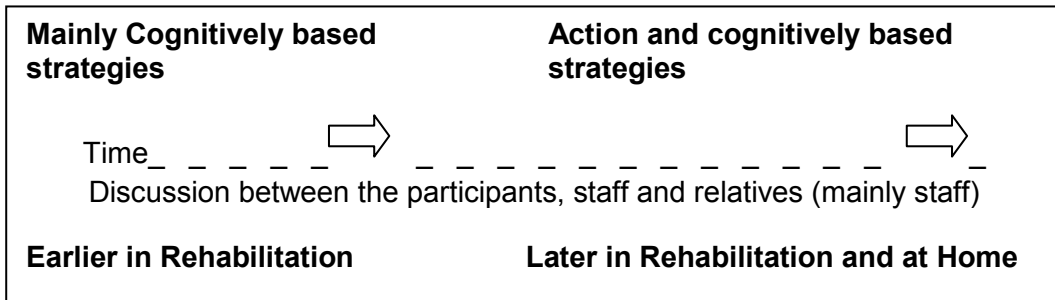 Mainly Cognitively based Action and cognitively based
strategies strategies
Time_ _ _ _ _ _ _ _ _ _ _ _ _ _ _ _ _ _
Discussion between the participants, staff and relatives (mainly staff)
Earlier in Rehabilitation Later in Rehabilitation and at Home